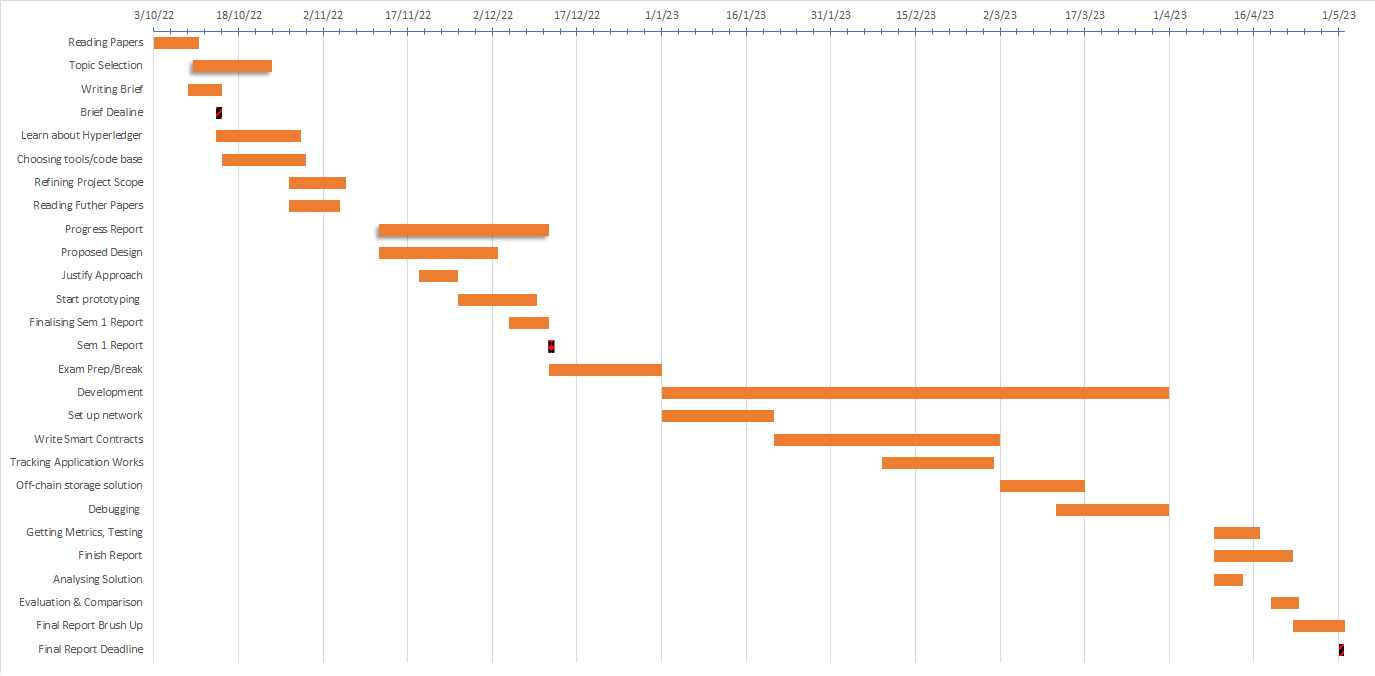 3/10/22 18/10/22 2/11/22 17/11/22 2/12/22 17/12/22 1/1/23 16/1/23 31/1/23 15/2/23 2/3/23 17/3/23 1/4/23 16/4/23 1/5/23
Reading Papers
Topic Selection
Writing Brief
Brief Dealine
Learn about Hyperledger
Choosing tools/code base
Refining Project Scope
Reading Futher Papers
Progress Report
Proposed Design
Justify Approach
Start prototyping
Finalising Sem 1 Report
Sem 1 Report
Exam Prep/Break
Development
Set up network
Write Smart Contracts
Tracking Application Works
Off-chain storage solution
Debugging
Getting Metrics, Testing
Finish Report
Analysing Solution
Evaluation & Comparison
Final Report Brush Up
Final Report Deadline